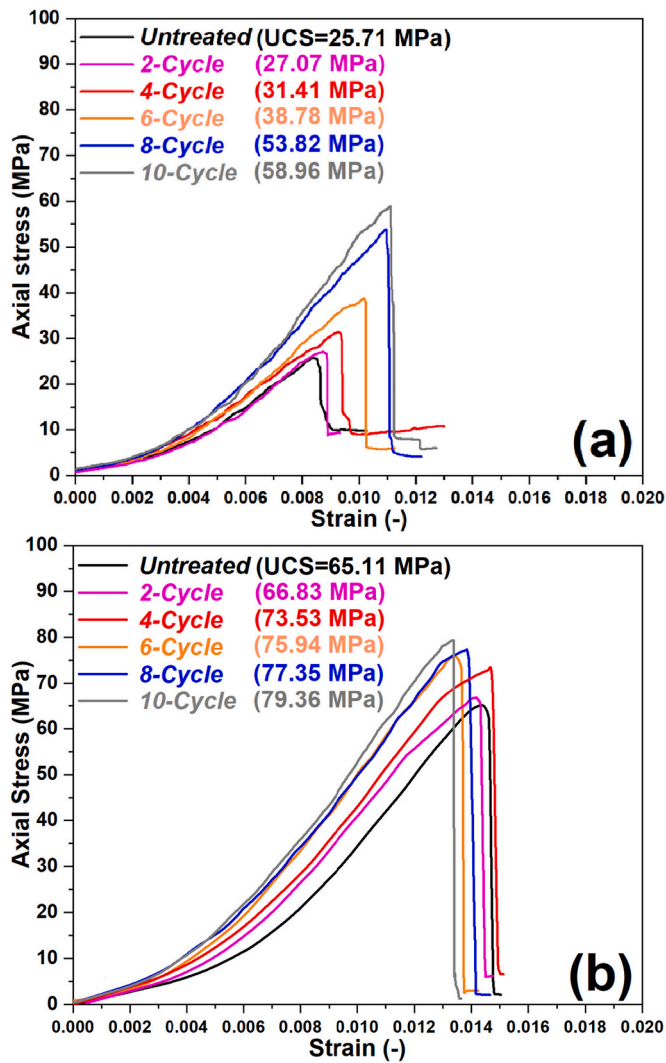 100
90
80
70
60
50
40
30
20
10
0
Axial stress (MPa)
Untreated (UCS=25.71 MPa)
2-Cycle (27.07 MPa)
4-Cycle (31.41 MPa)
6-Cycle (38.78 MPa)
8-Cycle (53.82 MPa)
10-Cycle (58.96 MPa)
(a)
0.000 0.002 0.004 0.006 0.008 0.010 0.012 0.014 0.016 0.018 0.020
Strain (-)
100
90
80
70
60
50
40
30
20
10
0
Axial Stress (MPa)
Untreated (UCS=65.11 MPa)
2-Cycle (66.83 MPa)
4-Cycle (73.53 MPa)
6-Cycle (75.94 MPa)
8-Cycle (77.35 MPa)
10-Cycle (79.36 MPa)
(b)
0.000 0.002 0.004 0.006 0.008 0.010 0.012 0.014 0.016 0.018 0.020
Strain (-)